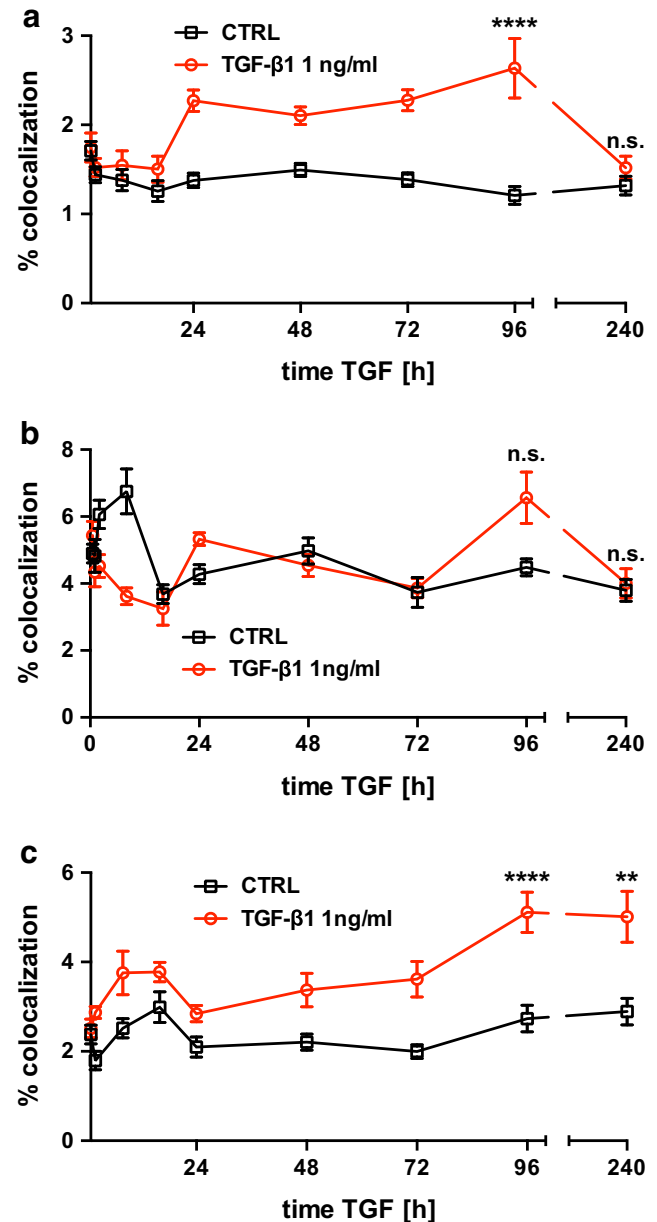 a
CTRL
TGF-β1 1 ng/ml
****
n.s.
% colocalization
3
2
1
0
24 48 72 96 240
time TGF [h]
b
n.s.
n.s.
% colocalization
8
6
4
2
0
CTRL
TGF-β1 1ng/ml
0 24 48 72 96 240
time TGF [h]
c
CTRL
TGF-β1 1ng/ml
**** **
% colocalization
6
4
2
0
24 48 72 96 240
time TGF [h]